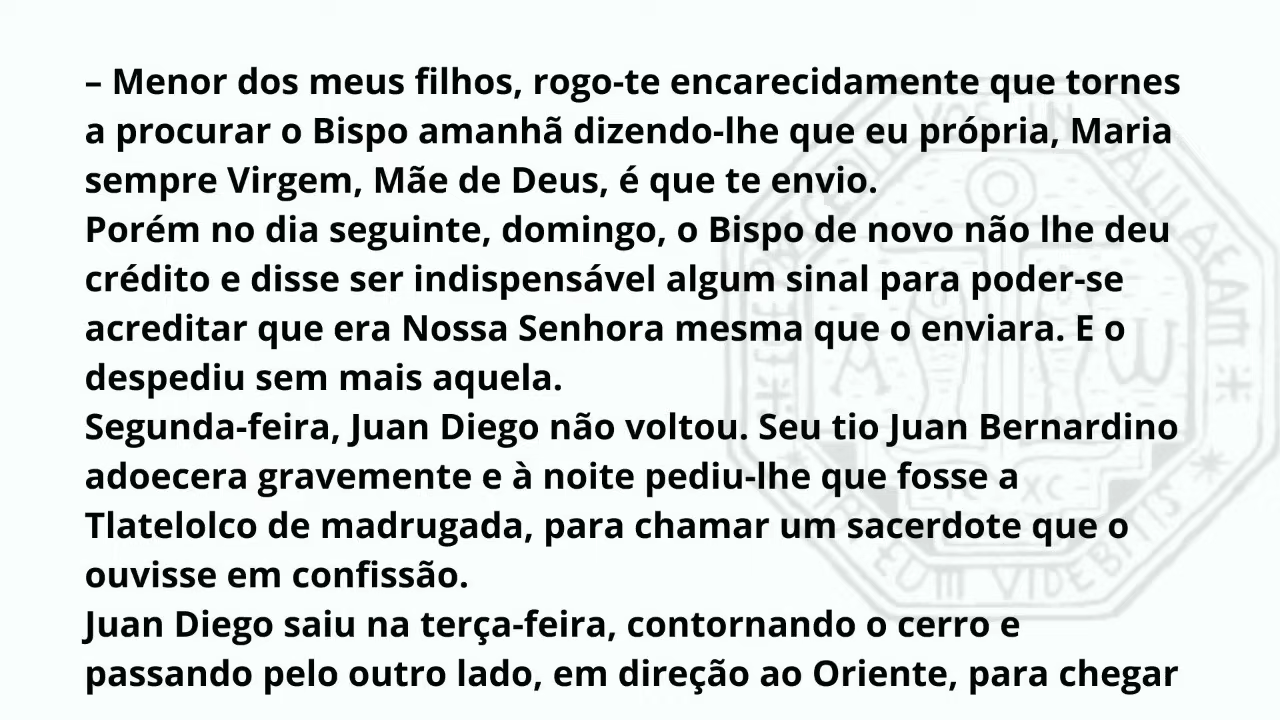 – Menor dos meus filhos, rogo-te encarecidamente que tornes
a procurar o Bispo amanhã dizendo-lhe que eu própria, Maria
sempre Virgem, Mãe de Deus, é que te envio.
Porém no dia seguinte, domingo, o Bispo de novo não lhe deu
crédito e disse ser indispensável algum sinal para poder-se
acreditar que era Nossa Senhora mesma que o enviara. E o
despediu sem mais aquela.
Segunda-feira, Juan Diego não voltou. Seu tio Juan Bernardino
adoecera gravemente e à noite pediu-lhe que fosse a
Tlatelolco de madrugada, para chamar um sacerdote que o
ouvisse em confissão.
Juan Diego saiu na terça-feira, contornando o cerro e
passando pelo outro lado, em direção ao Oriente, para chegar